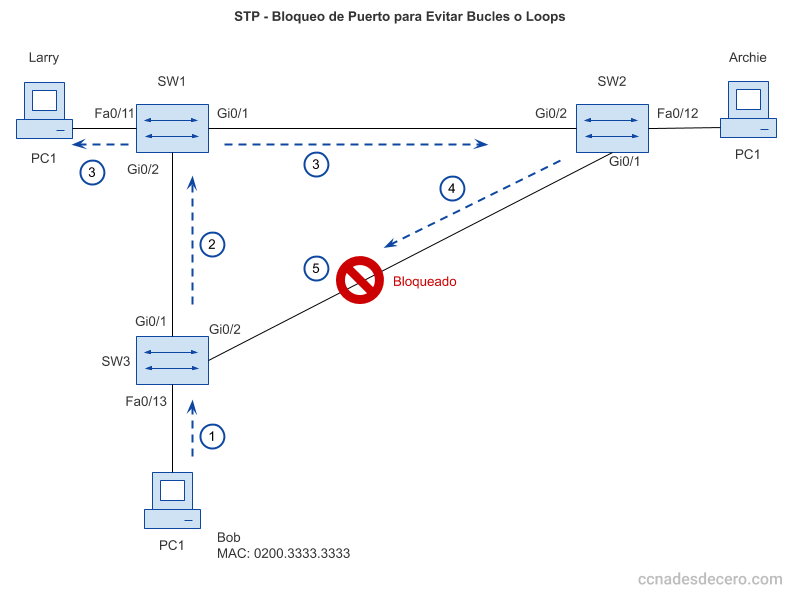 STP - Bloqueo de Puerto para Evitar Bucles o Loops
Larry
Archie
SW1
SW2
Fa0/11
Gi0/1
Gi0/2
Fa0/12
PC1
PC1
Gi0/2
Gi0/1
3
3
4
2
5
Bloqueado
Gi0/1
Gi0/2
SW3
Fa0/13
1
PC1
Bob
MAC: 0200.3333.3333
ccnadesdecero.com